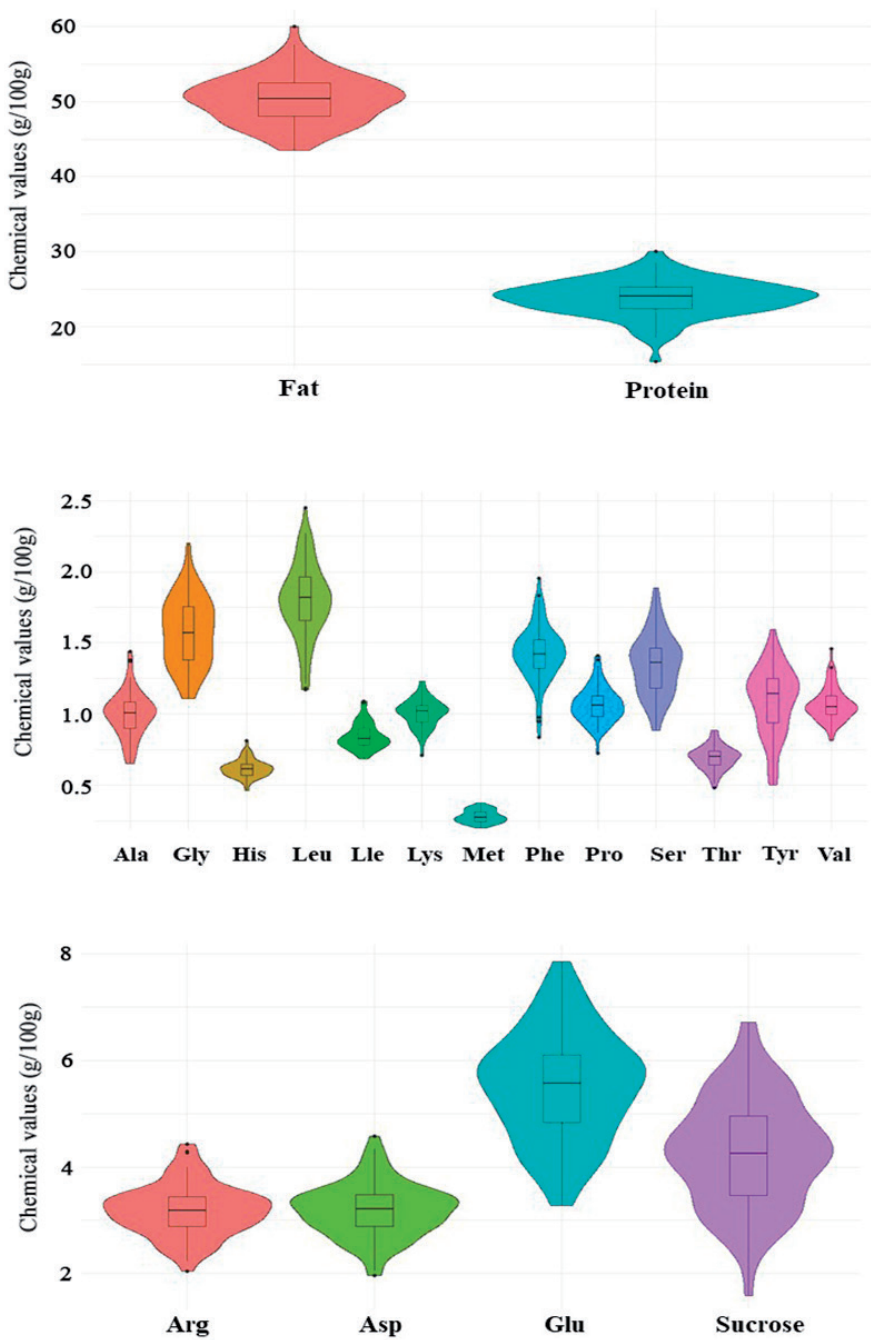 Chemical values (g/100g)
60
50
40
30
20
Fat Protein
Chemical values (g/100g)
2.5
2.0
1.5
1.0
0.5
Ala Gly His Leu Lle Lys Met Phe Pro Ser Thr Tyr Val
Chemical values (g/100g)
8
6
4
2
Arg Asp Glu Sucrose